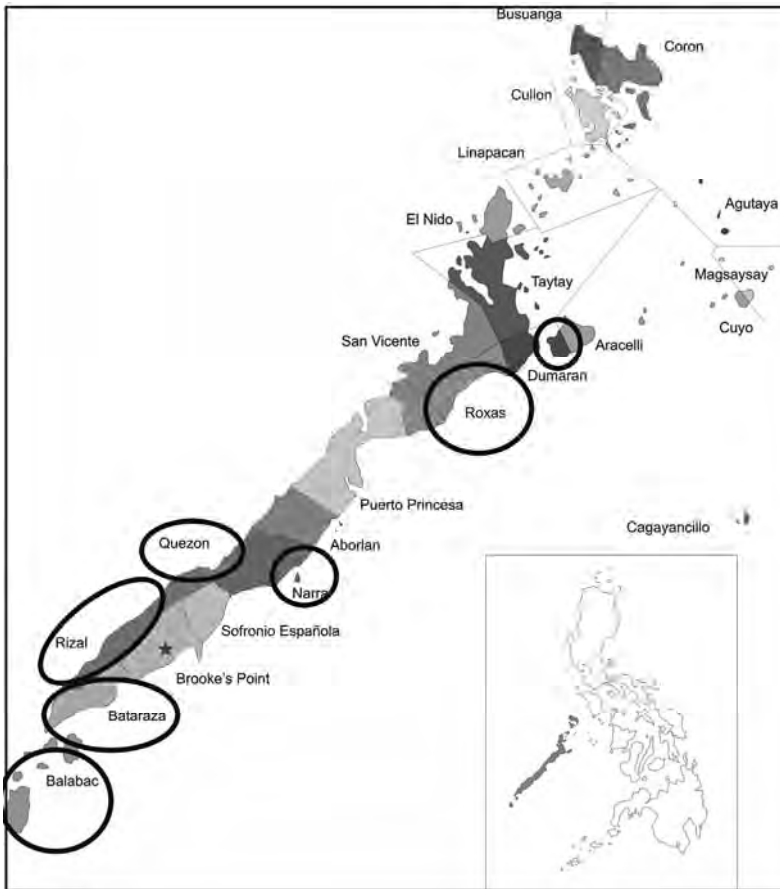 Busuanga
Coron
Cullon
Linapacan
Agutaya
El Nido
Magsaysay
Taytay
Cuyo
San Vicente
Aracelli
Dumaran
Roxas
Puerto Princesa
Cagayancillo
Quezon
Aborlan
Narra
Sofronio Española
Rizal
Brooke's Point
Bataraza
Balabac